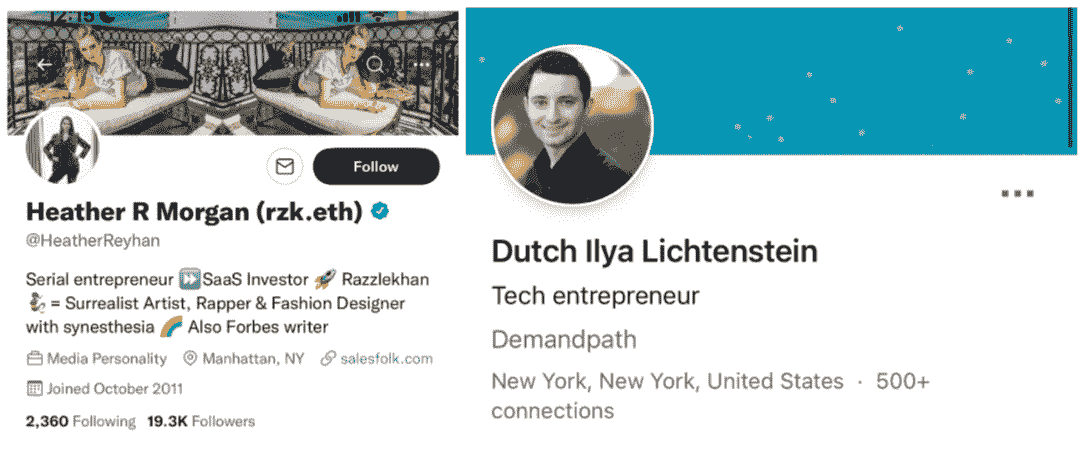 12:15
Follow
Heather R Morgan (rzk.eth)
@HeatherReyhan
Serial entrepreneur ⏩SaaS Investor 🚀 Razzlekhan
= Surrealist Artist, Rapper & Fashion Designer
with synesthesia 🌈 Also Forbes writer
Media Personality Manhattan, NY salesfolk.com
Joined October 2011
2,360 Following 19.3K Followers
Dutch Ilya Lichtenstein
Tech entrepreneur
Demandpath
New York, New York, United States · 500+
connections